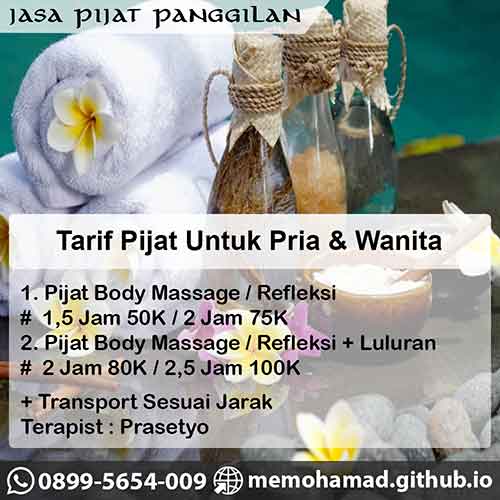 Jasa Pijat Panggilan
Tarif Pijat Untuk Pria & Wanita
1. Pijat Body Massage / Refleksi
# 1,5 Jam 50K / 2 Jam 75K
2. Pijat Body Massage / Refleksi + Luluran
# 2 Jam 80K / 2,5 Jam 100K
+ Transport Sesuai Jarak
Terapist : Prasetyo
0899-5654-009 memohamad.github.io